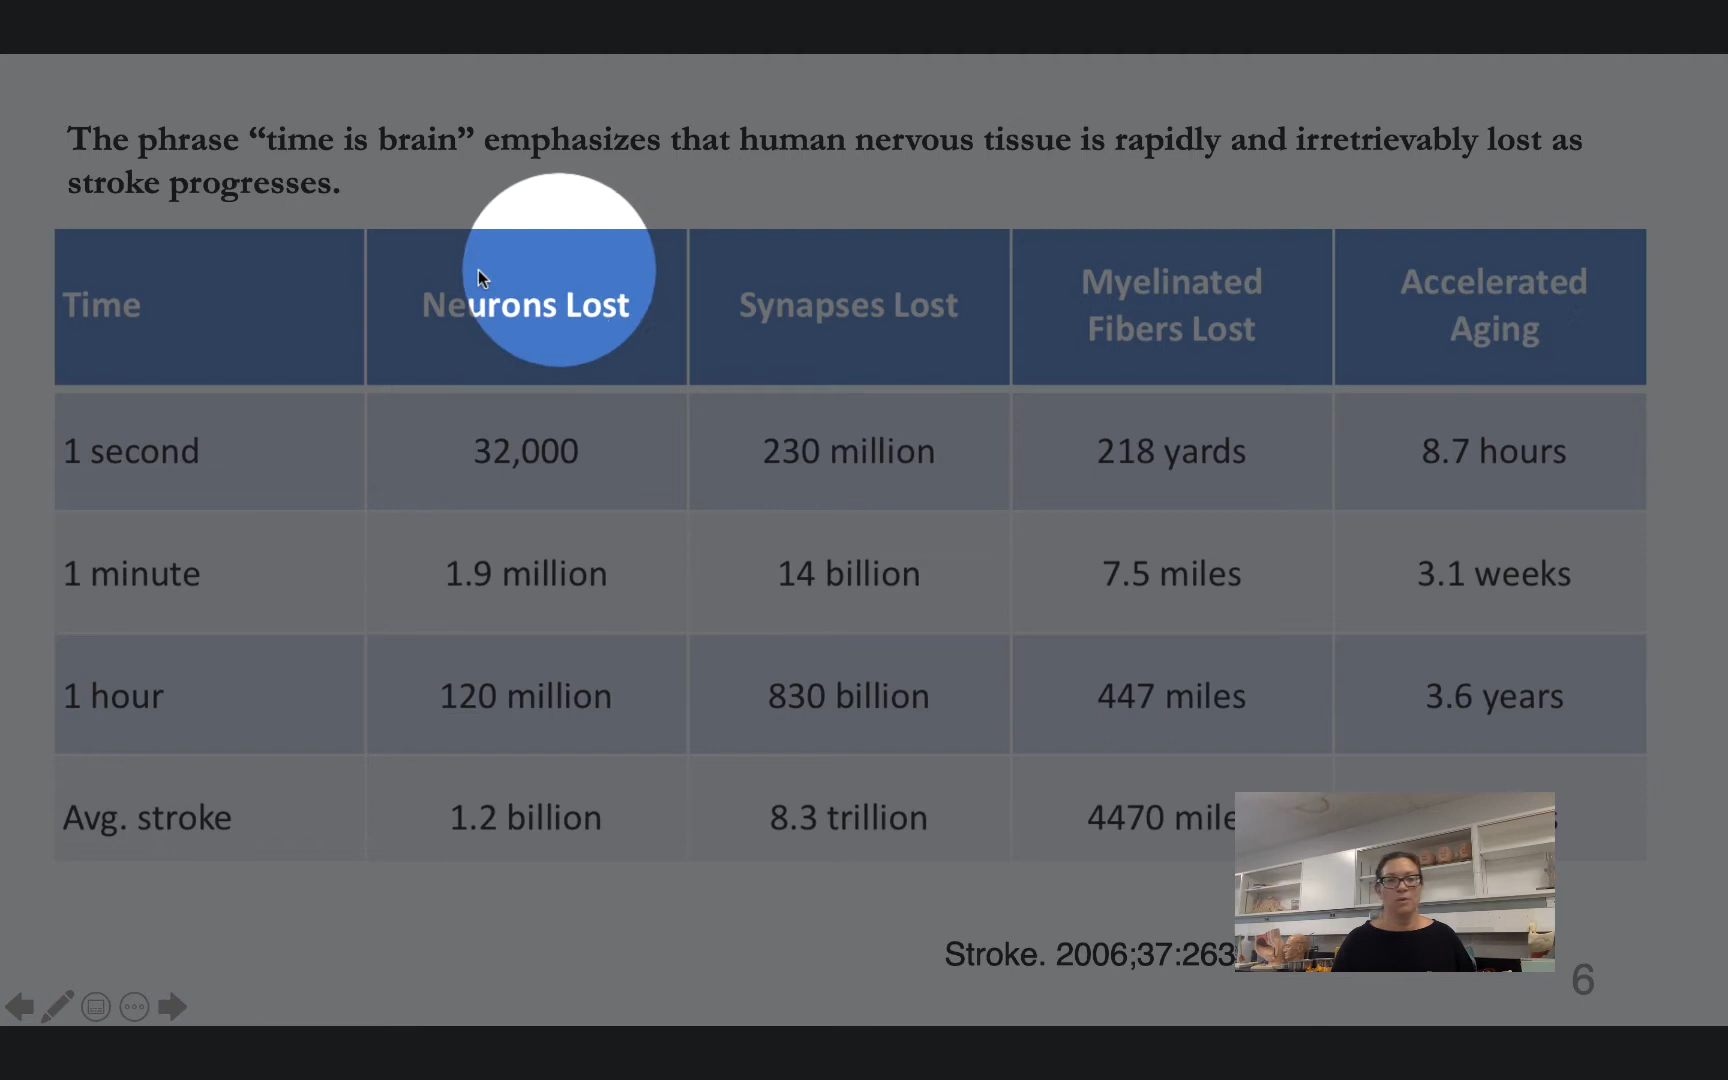 The phrase “time is brain” emphasizes that human nervous tissue is rapidly and irretrievably lost as
stroke progresses.
Time Neurons Lost Synapses Lost Myelinated Fibers Lost Accelerated Aging
1 second 32,000 230 million 218 yards 8.7 hours
1 minute 1.9 million 14 billion 7.5 miles 3.1 weeks
1 hour 120 million 830 billion 447 miles 3.6 years
Avg. stroke 1.2 billion 8.3 trillion 4470
Stroke. 2006;37:263
6